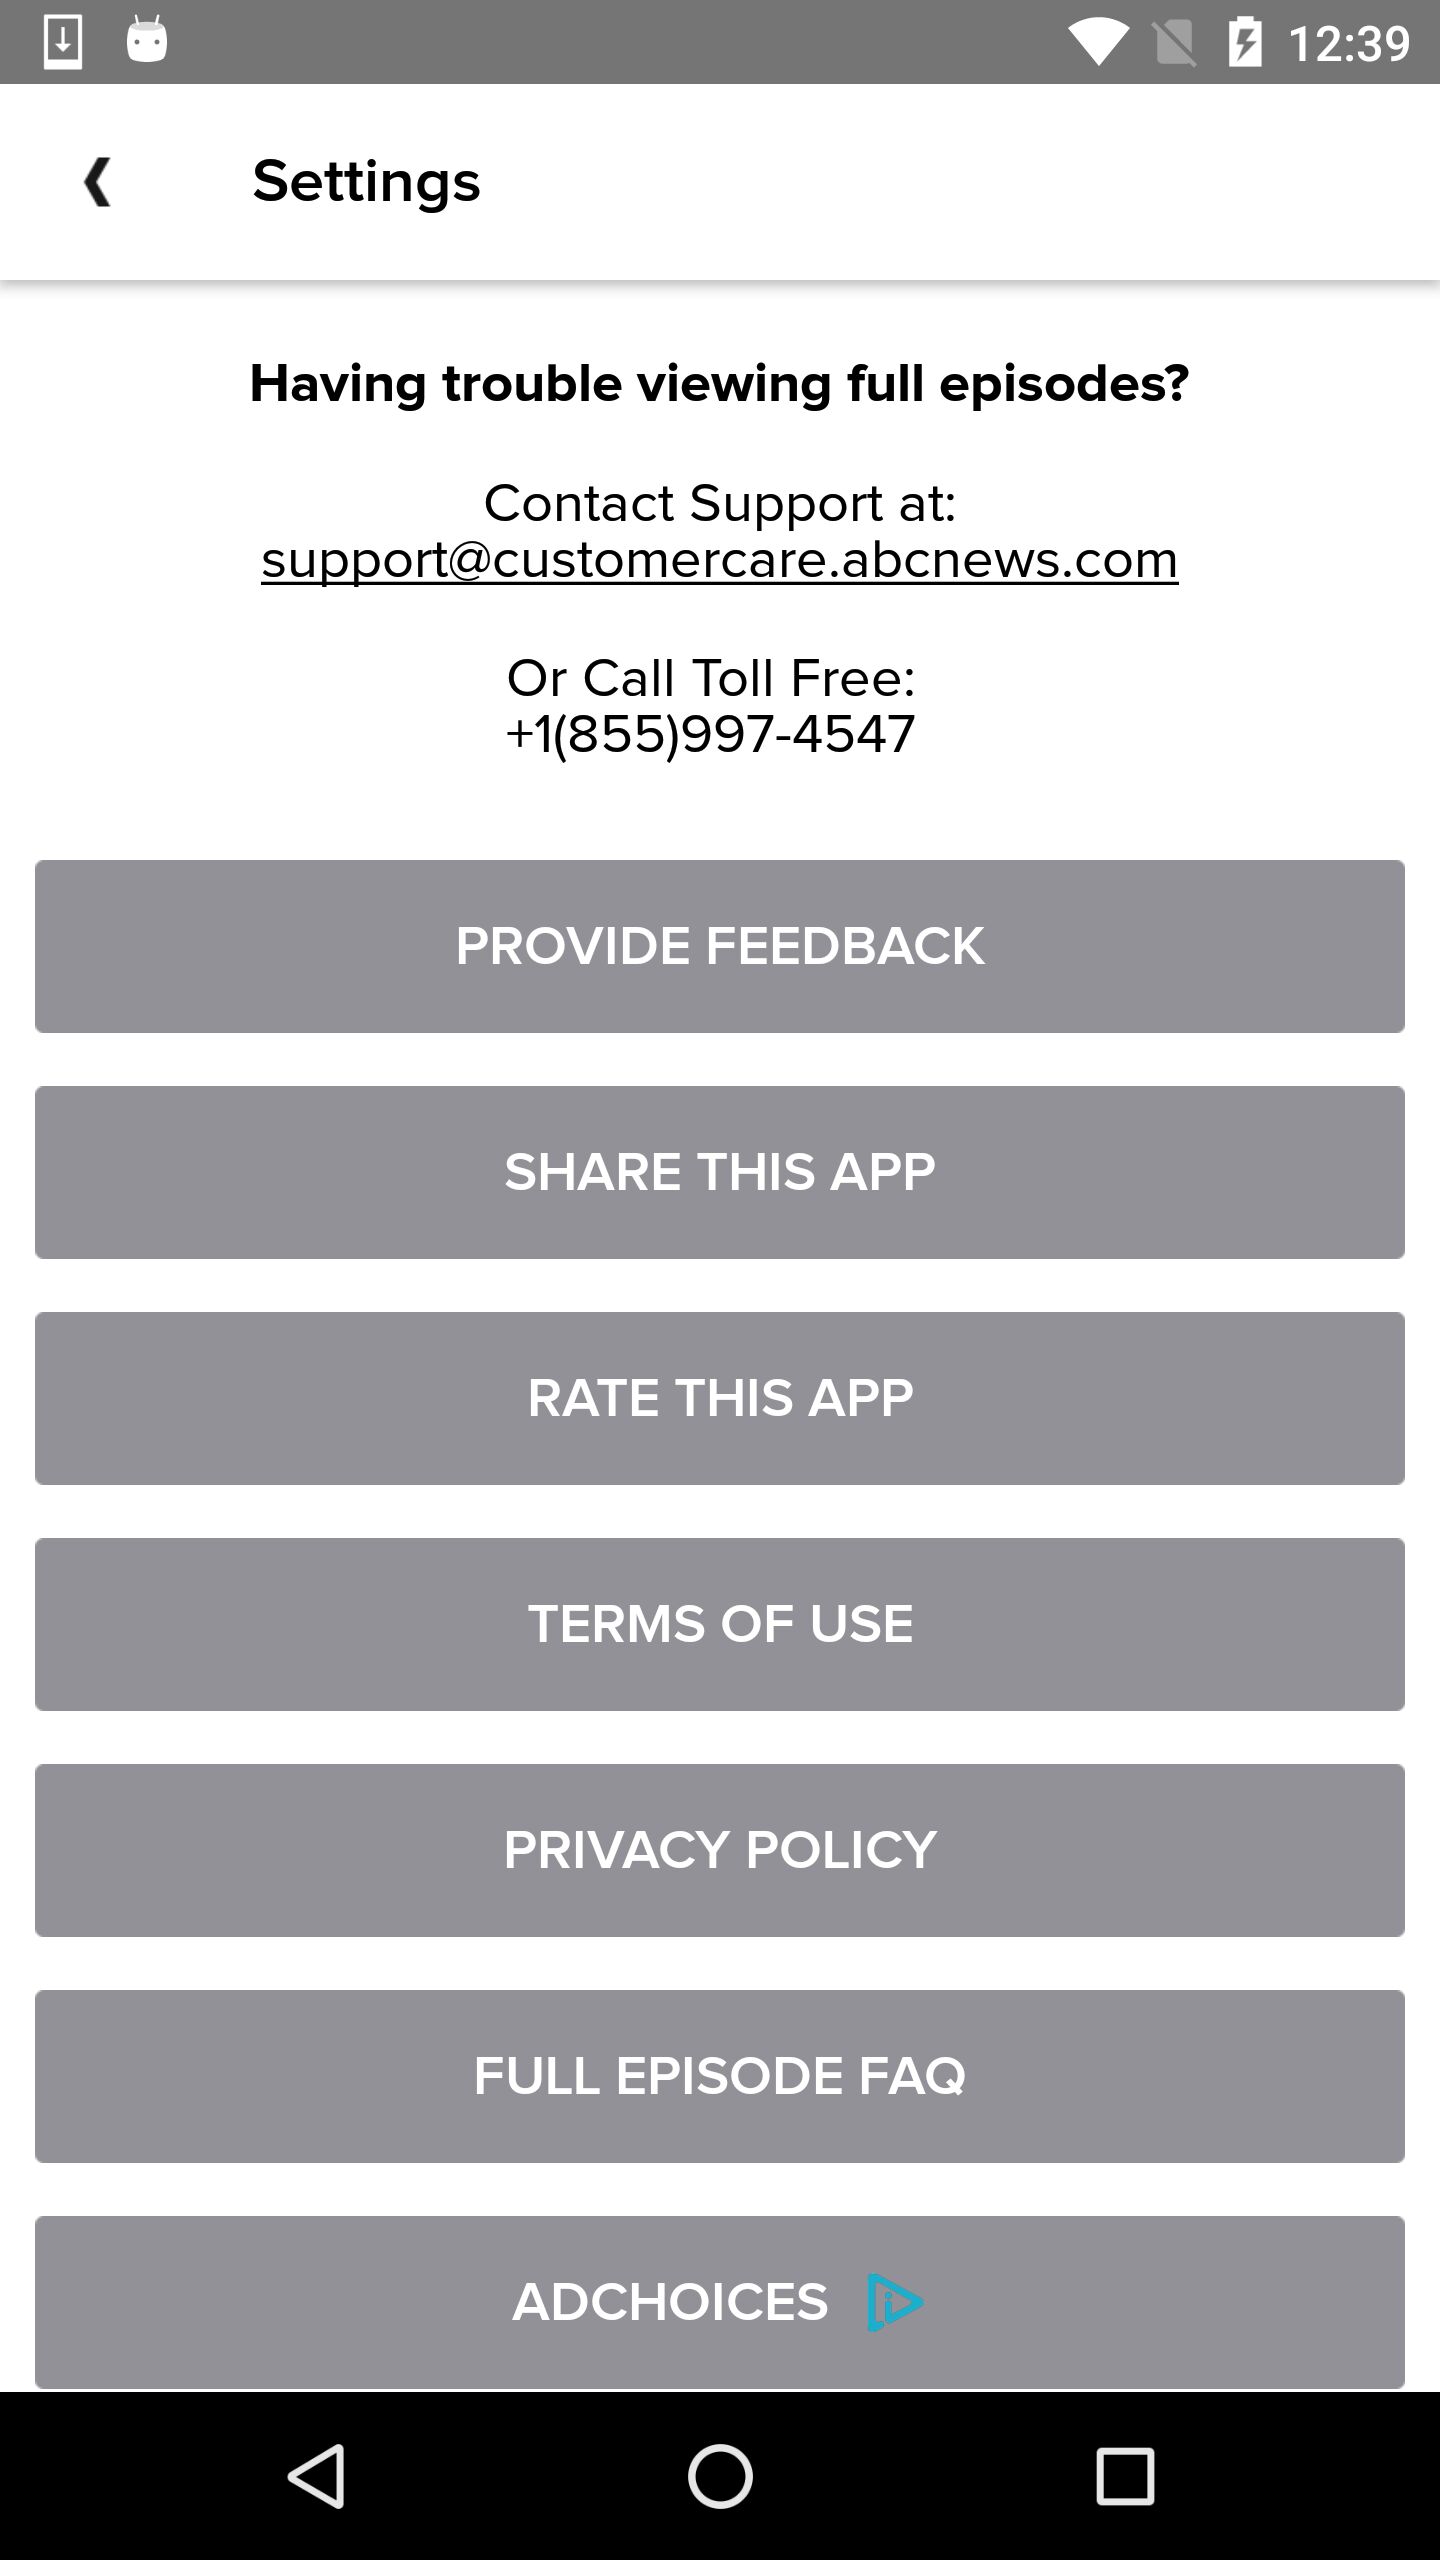 12:39
Settings
Having trouble viewing full episodes?
Contact Support at:
support@customercare.abcnews.com
Or Call Toll Free:
+1(855)997-4547
PROVIDE FEEDBACK
SHARE THIS APP
RATE THIS APP
TERMS OF USE
PRIVACY POLICY
FULL EPISODE FAQ
ADCHOICES